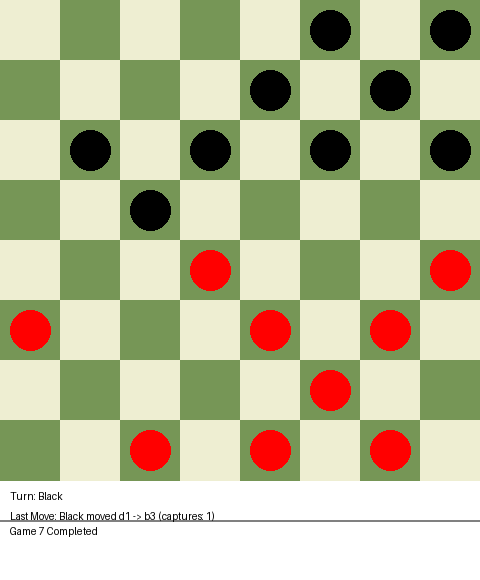 Turn: Black
Last Move: Black moved d1 -> b3 (captures: 1)
Game 7 Completed